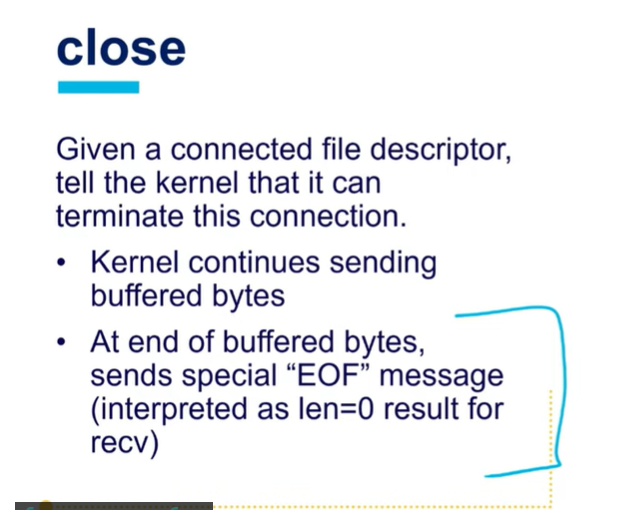 close
Given a connected file descriptor,
tell the kernel that it can
terminate this connection.
• Kernel continues sending
buffered bytes
• At end of buffered bytes,
sends special “EOF” message
(interpreted as len=0 result for
recv)